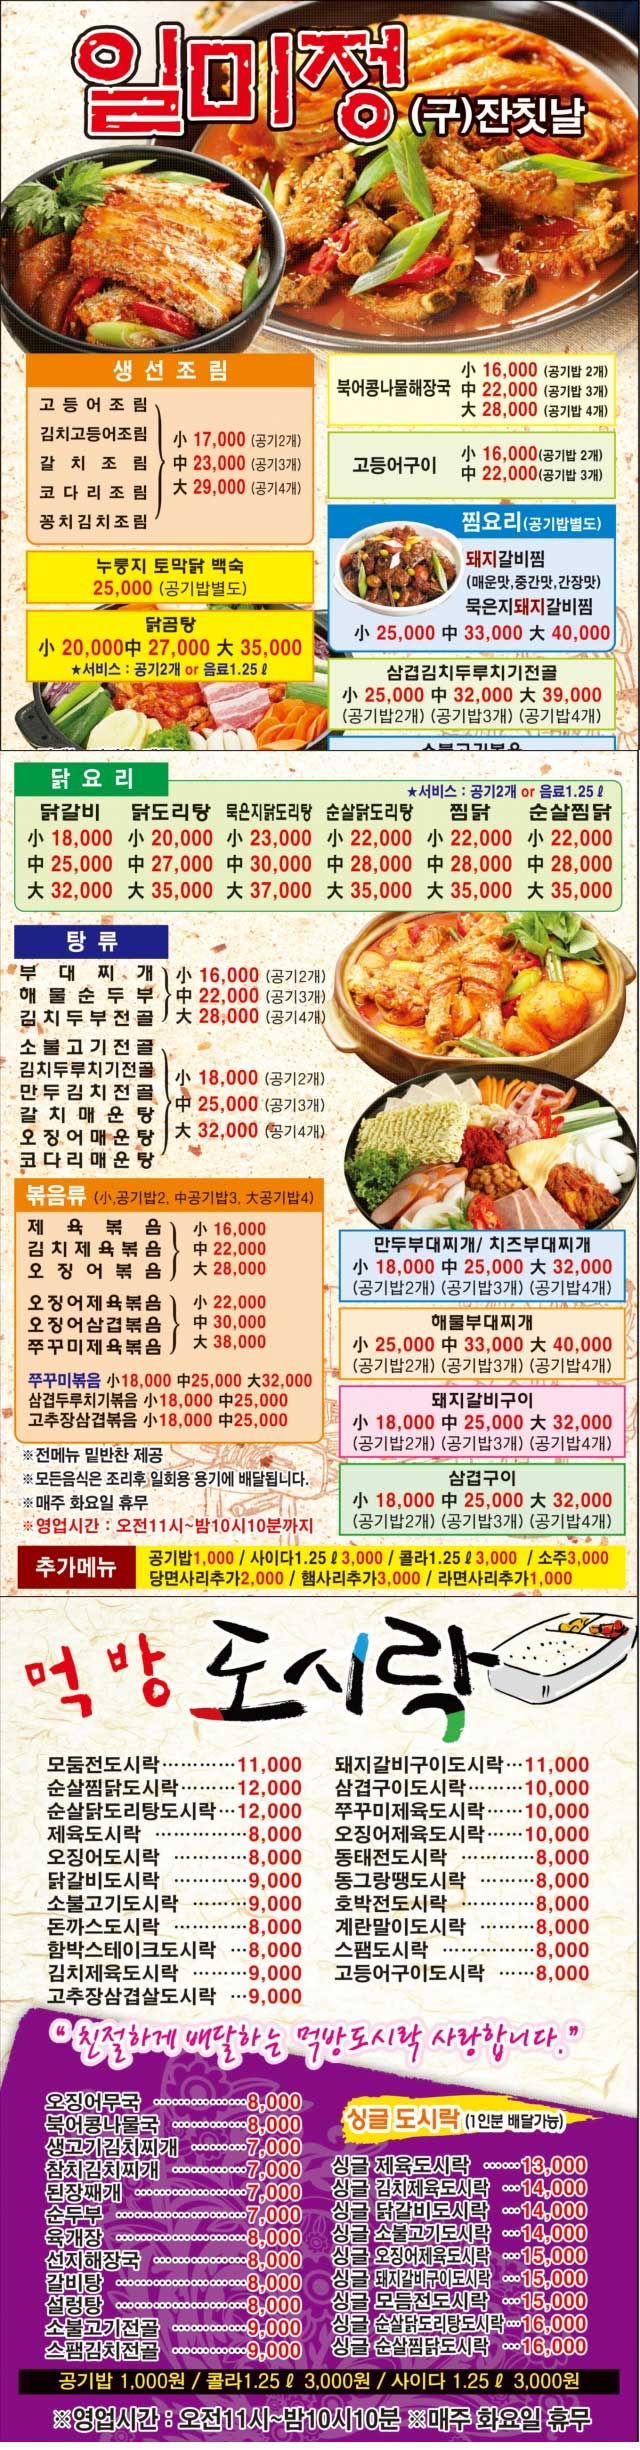 일미정 (구)잔칫날
생선조림
고등어조림
김치고등어조림
갈치조림
코다리조림
꽁치김치조림
小 17,000 (공기2개)
中 23,000 (공기3개)
大 29,000 (공기4개)
누룽지 토막닭 백숙
25,000 (공기밥별도)
닭곰탕
小 20,000 中 27,000 大 35,000
★서비스 : 공기2개 or 음료1.25ℓ
북어콩나물해장국
小 16,000 (공기밥 2개)
中 22,000 (공기밥 3개)
大 28,000 (공기밥 4개)
고등어구이
小 16,000(공기밥 2개)
中 22,000(공기밥 3개)
찜요리(공기밥별도)
돼지갈비찜
(매운맛,중간맛,간장맛)
묵은지돼지갈비찜
小 25,000 中 33,000 大 40,000
삼겹김치두루치기전골
小 25,000 中 32,000 大 39,000
(공기밥2개) (공기밥3개) (공기밥4개)
닭요리
★서비스 : 공기2개 or 음료1.25ℓ
닭갈비 닭도리탕 묵은지닭도리탕 순살닭도리탕 찜닭 순살찜닭
小 18,000 小 20,000 小 23,000 小 22,000 小 22,000 小 22,000
中 25,000 中 27,000 中 30,000 中 28,000 中 28,000 中 28,000
大 32,000 大 35,000 大 37,000 大 35,000 大 35,000 大 35,000
탕류
부대찌개
해물순두부
김치두부전골
小 16,000 (공기2개)
中 22,000 (공기3개)
大 28,000 (공기4개)
소불고기전골
김치두루치기전골
만두김치전골
갈치매운탕
오징어매운탕
코다리매운탕
小 18,000 (공기2개)
中 25,000 (공기3개)
大 32,000 (공기4개)
볶음류 (小,공기밥2, 中공기밥3, 大공기밥4)
제육볶음
김치제육볶음
오징어볶음
小 16,000
中 22,000
大 28,000
오징어제육볶음
오징어삼겹볶음
쭈꾸미제육볶음
小 22,000
中 30,000
大 38,000
쭈꾸미볶음 小18,000 中25,000 大32,000
삼겹두루치기볶음 小18,000 中25,000
고추장삼겹볶음 小18,000 中25,000
※전메뉴 밑반찬 제공
※모든음식은 조리후 일회용 용기에 배달됩니다.
※매주 화요일 휴무
※영업시간 : 오전11시~밤10시10분까지
만두부대찌개/ 치즈부대찌개
小 18,000 中 25,000 大 32,000
(공기밥2개) (공기밥3개) (공기밥4개)
해물부대찌개
小 25,000 中 33,000 大 40,000
(공기밥2개) (공기밥3개) (공기밥4개)
돼지갈비구이
小 18,000 中 25,000 大 32,000
(공기밥2개) (공기밥3개) (공기밥4개)
삼겹구이
小 18,000 中 25,000 大 32,000
(공기밥2개) (공기밥3개) (공기밥4개)
추가메뉴
공기밥1,000 / 사이다1.25ℓ3,000 / 콜라1.25ℓ3,000 / 소주3,000
당면사리추가2,000 / 햄사리추가3,000 / 라면사리추가1,000
먹방 도시락
모둠전도시락…………11,000
순살찜닭도시락………12,000
순살닭도리탕도시락…12,000
제육도시락 ……………8,000
오징어도시락 …………8,000
닭갈비도시락 …………9,000
소불고기도시락 ………9,000
돈까스도시락 …………8,000
함박스테이크도시락 …8,000
김치제육도시락 ………9,000
고추장삼겹살도시락 …9,000
돼지갈비구이도시락…11,000
삼겹구이도시락………10,000
쭈꾸미제육도시락……10,000
오징어제육도시락……10,000
동태전도시락 …………8,000
동그랑땡도시락 ………8,000
호박전도시락 …………8,000
계란말이도시락 ………8,000
스팸도시락 ……………8,000
고등어구이도시락 ……8,000
“친절하게 배달하는 먹방도시락 사랑합니다.”
오징어무국 ……………8,000
북어콩나물국 …………8,000
생고기김치찌개 ………7,000
참치김치찌개 …………7,000
된장째개 ………………7,000
순두부 …………………7,000
육개장 …………………8,000
선지해장국 ……………8,000
갈비탕 …………………8,000
설렁탕 …………………8,000
소불고기전골 …………9,000
스팸김치전골 …………9,000
싱글 도시락 (1인분 배달가능)
싱글 제육도시락 ……13,000
싱글 김치제육도시락 …14,000
싱글 닭갈비도시락 …14,000
싱글 소불고기도시락 …14,000
싱글 오징어제육도시락 …15,000
싱글 돼지갈비구이도시락 …15,000
싱글 모듬전도시락 …15,000
싱글 순살닭도리탕도시락…16,000
싱글 순살찜닭도시락 …16,000
공기밥 1,000원 / 콜라1.25ℓ 3,000원 / 사이다 1.25ℓ 3,000원
※영업시간 : 오전11시~밤10시10분 ※매주 화요일 휴무